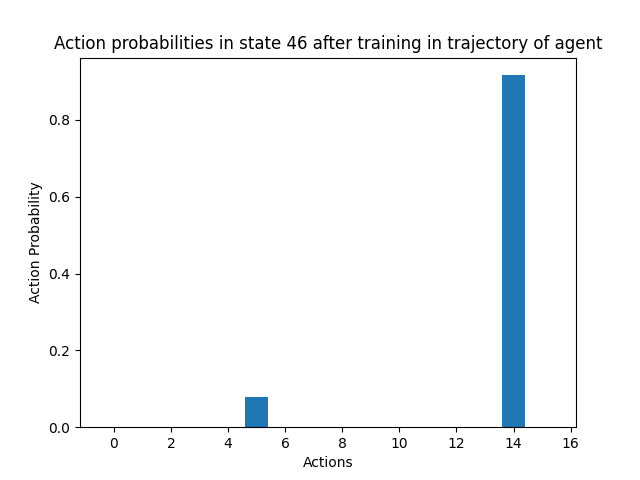 Action probabilities in state 46 after training in trajectory of agent
Action Probability
0.8
0.6
0.4
0.2
0.0
0 2 4 6 8 10 12 14 16
Actions